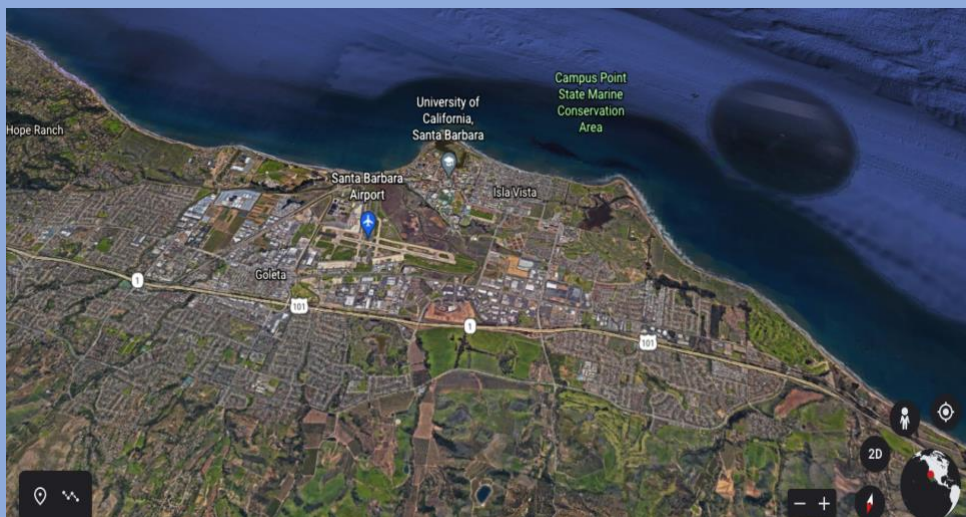 Campus Point
State Marine
Conservation
Area
University of
California,
Santa Barbara
Hope Ranch
Santa Barbara
Airport
Isla Vista
Goleta
1
101
1
101
2D